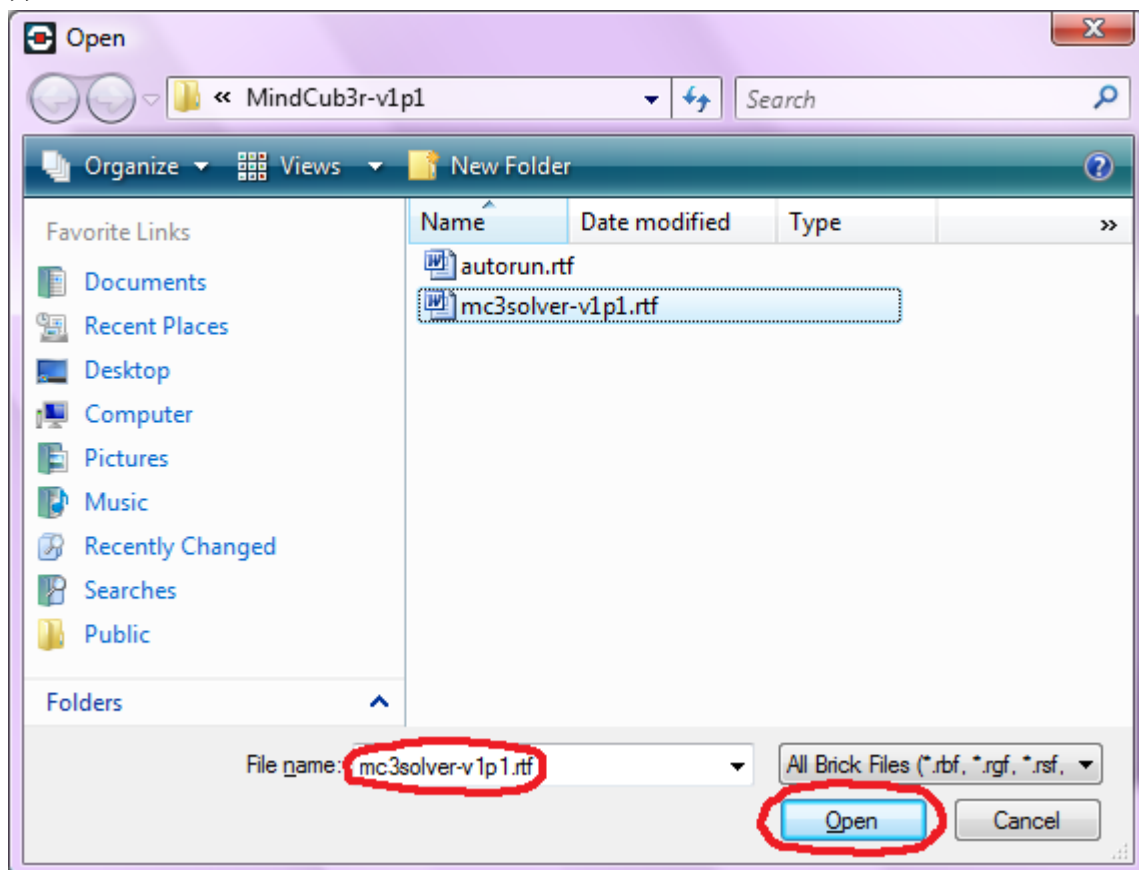 Open
« MindCub3r-v1p1 Search
Organize Views New Folder
Favorite Links
Documents
Recent Places
Desktop
Computer
Pictures
Music
Recently Changed
Searches
Public
Folders
Name Date modified Type »
autorun.rtf
mc3solver-v1p1.rtf
File name: mc3solver-v1p1.rtf All Brick Files (*.rbf, *.rgf, *.rsf,
Open Cancel